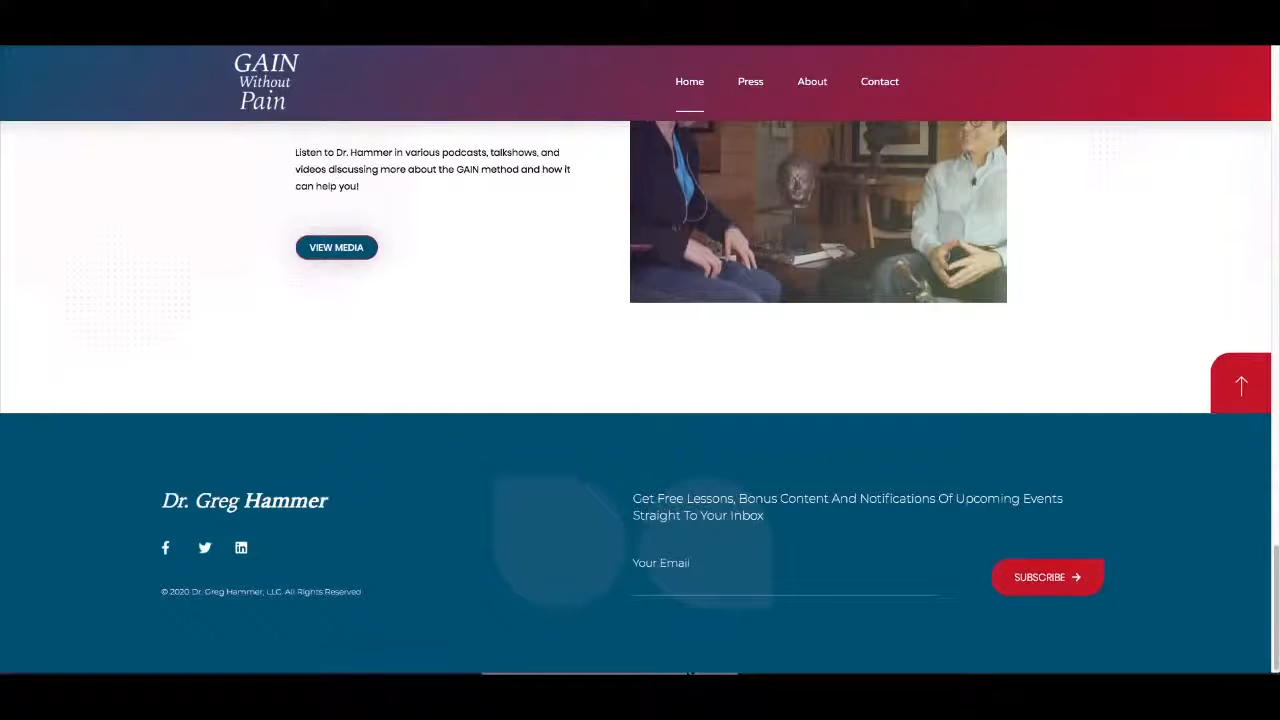 GAIN
Without
Pain
Home Press About Contact
Listen to Dr. Hammer in various podcasts, talkshows, and
videos discussing more about the GAIN method and how it
can help you!
VIEW MEDIA
Dr. Greg Hammer
© 2020 Dr. Greg Hammer, LLC. All Rights Reserved
Get Free Lessons, Bonus Content And Notifications Of Upcoming Events
Straight To Your Inbox
Your Email
SUBSCRIBE